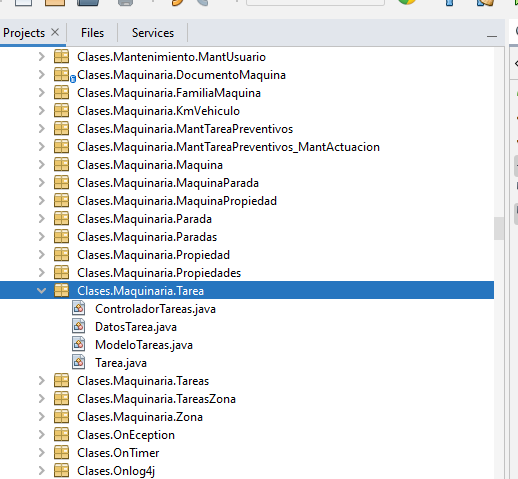 Projects
Files
Services
Clases.Mantenimiento.MantUsuario
Clases.Maquinaria.DocumentoMaquina
Clases.Maquinaria.FamiliaMaquina
Clases.Maquinaria.KmVehiculo
Clases.Maquinaria.MantTareaPreventivos
Clases.Maquinaria.MantTareaPreventivos_MantActuacion
Clases.Maquinaria.Maquina
Clases.Maquinaria.MaquinaParada
Clases.Maquinaria.MaquinaPropiedad
Clases.Maquinaria.Parada
Clases.Maquinaria.Paradas
Clases.Maquinaria.Propiedad
Clases.Maquinaria.Propiedades
Clases.Maquinaria.Tarea
ControladorTareas.java
DatosTarea.java
ModeloTareas.java
Tarea.java
Clases.Maquinaria.Tareas
Clases.Maquinaria.TareasZona
Clases.Maquinaria.Zona
Clases.OnEception
Clases.OnTimer
Clases.Onlog4j